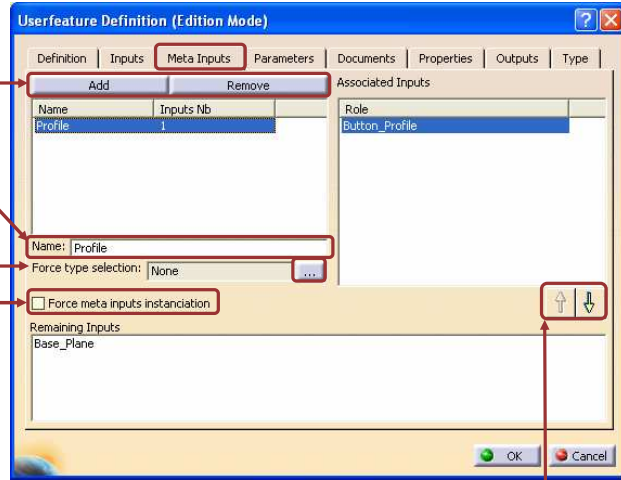 Userfeature Definition (Edition Mode)
Definition Inputs Meta Inputs Parameters Documents Properties Outputs Type
Add Remove Associated Inputs
Name Inputs Nb Role
Profile 1 Button_Profile
Name: Profile
Force type selection: None ...
Force meta inputs instanciation
Remaining Inputs
Base_Plane
OK Cancel